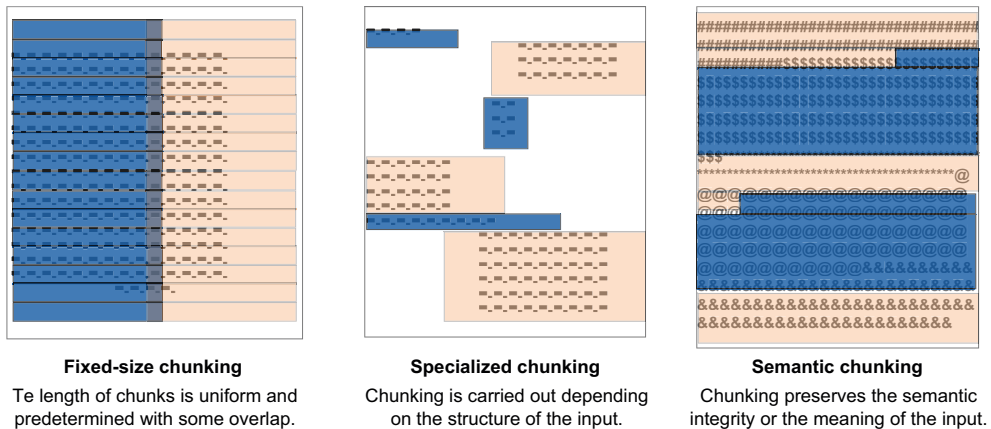 Fixed-size chunking
Te length of chunks is uniform and
predetermined with some overlap.
Specialized chunking
Chunking is carried out depending
on the structure of the input.
Semantic chunking
Chunking preserves the semantic
integrity or the meaning of the input.